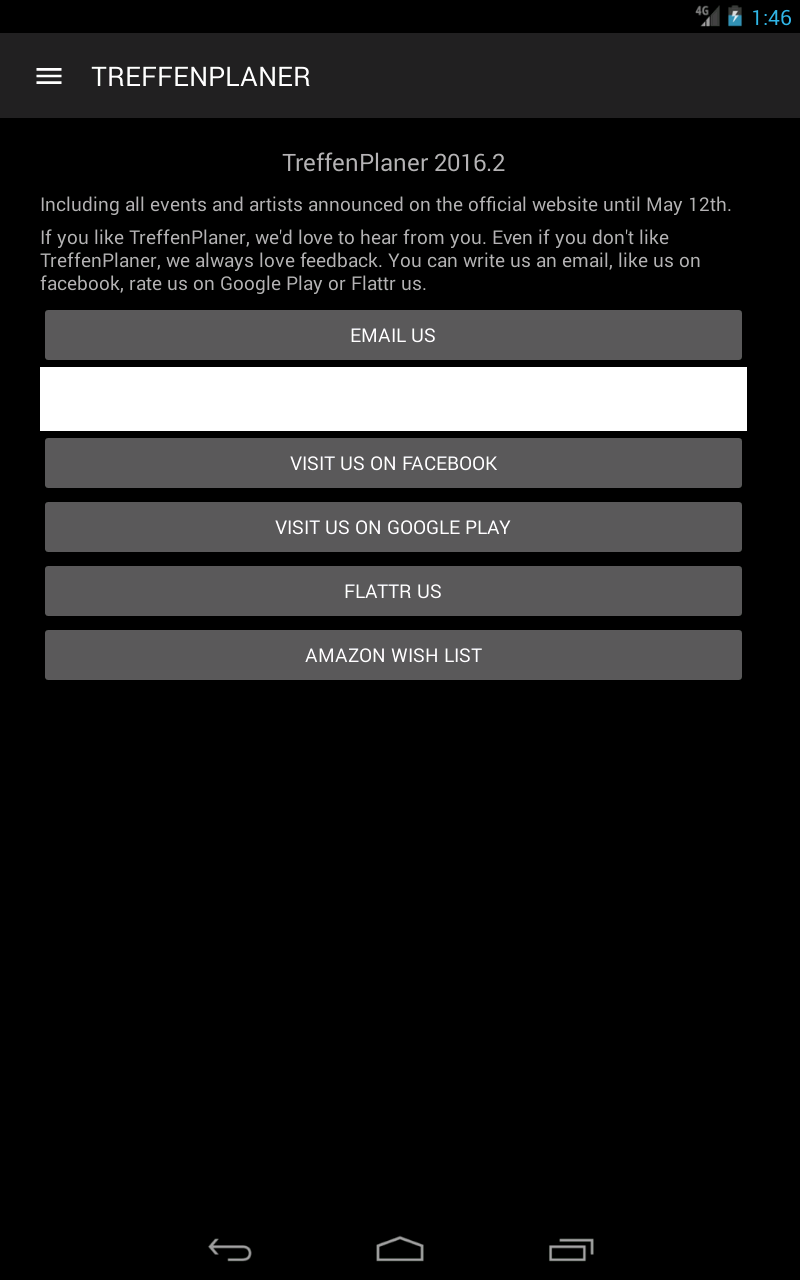 4G 1:46
TREFFENPLANER
TreffenPlaner 2016.2
Including all events and artists announced on the official website until May 12th.
If you like TreffenPlaner, we'd love to hear from you. Even if you don't like
TreffenPlaner, we always love feedback. You can write us an email, like us on
facebook, rate us on Google Play or Flattr us.
EMAIL US
VISIT US ON FACEBOOK
VISIT US ON GOOGLE PLAY
FLATTR US
AMAZON WISH LIST